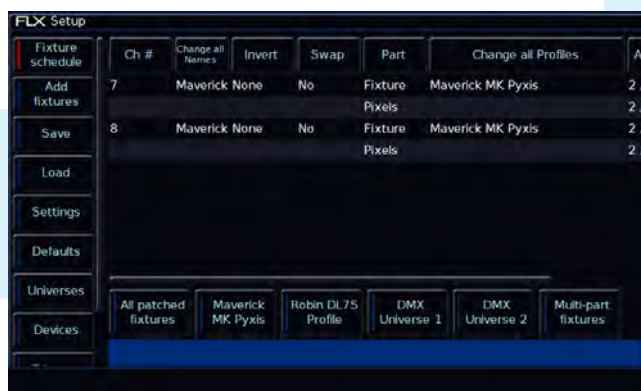 FLX Setup
Fixture schedule
Ch #
Change all Names
Invert
Swap
Part
Change all Profiles
A
Add fixtures
7 Maverick None No Fixture Maverick MK Pyxis 2
Pixels 2
Save
8 Maverick None No Fixture Maverick MK Pyxis 2
Pixels 2
Load
Settings
Defaults
Universes
Devices
All patched fixtures
Maverick MK Pyxis
Robin DL7S Profile
DMX Universe 1
DMX Universe 2
Multi-part fixtures